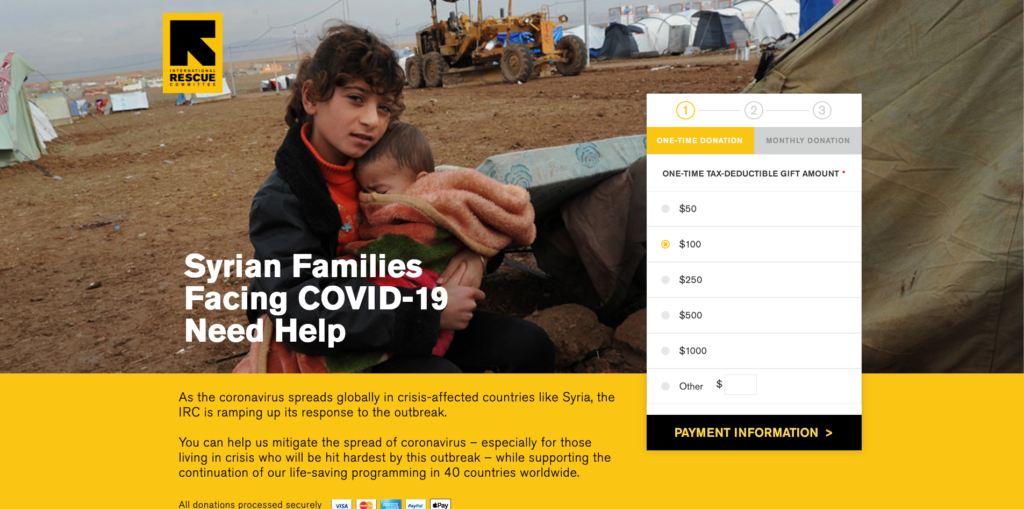 INTERNATIONAL
RESCUE
COMMITTEE
Syrian Families
Facing COVID-19
Need Help
1
2
3
ONE-TIME DONATION
MONTHLY DONATION
ONE-TIME TAX-DEDUCTIBLE GIFT AMOUNT *
$50
$100
$250
$500
$1000
Other $
PAYMENT INFORMATION >
As the coronavirus spreads globally in crisis-affected countries like Syria, the
IRC is ramping up its response to the outbreak.
You can help us mitigate the spread of coronavirus – especially for those
living in crisis who will be hit hardest by this outbreak – while supporting the
continuation of our life-saving programming in 40 countries worldwide.
All donations processed securely
VISA
PayPal
Pay